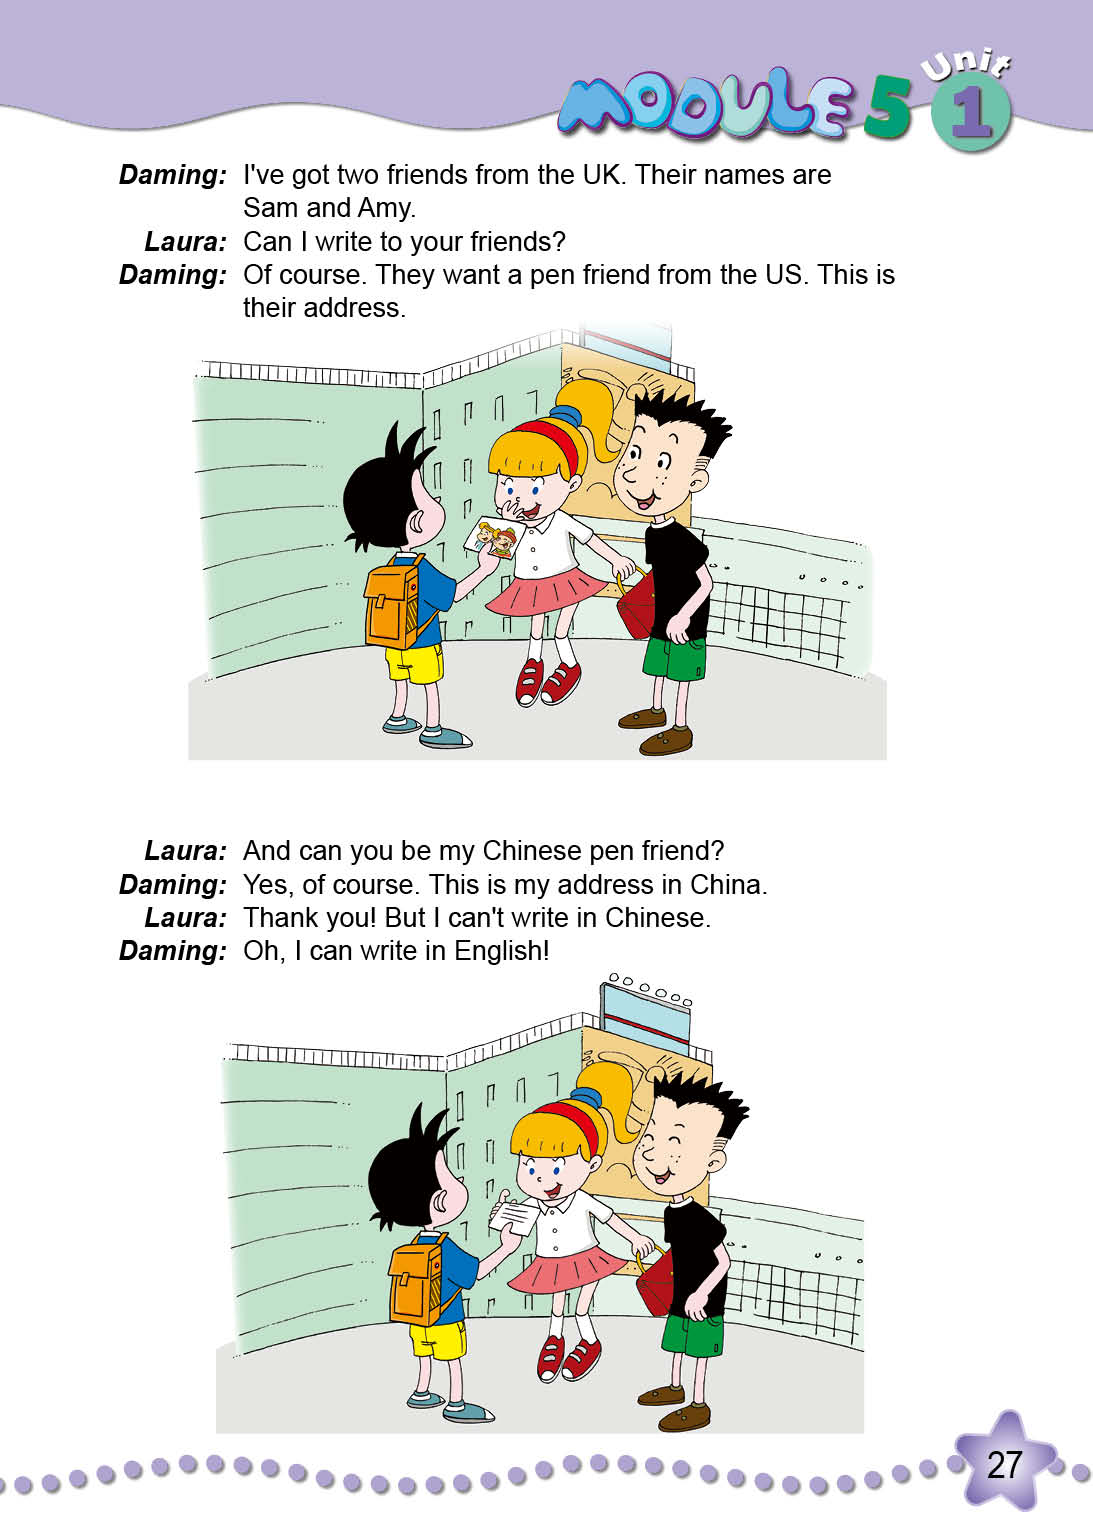 MODULE 5 Unit 1
Daming: I've got two friends from the UK. Their names are
Sam and Amy.
Laura: Can I write to your friends?
Daming: Of course. They want a pen friend from the US. This is
their address.
Laura: And can you be my Chinese pen friend?
Daming: Yes, of course. This is my address in China.
Laura: Thank you! But I can't write in Chinese.
Daming: Oh, I can write in English!
27